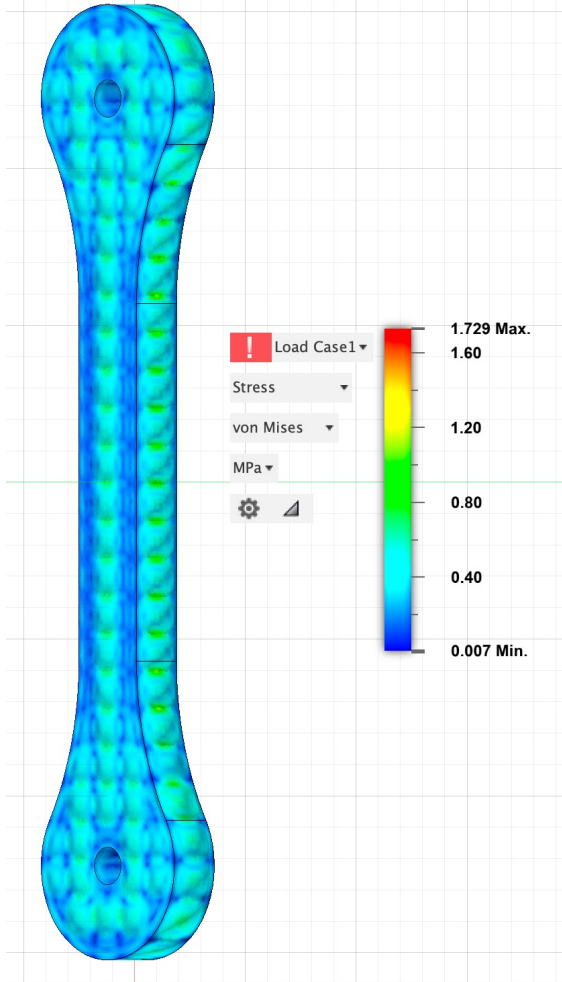 ! Load Case1
Stress
von Mises
MPa
1.729 Max.
1.60
1.20
0.80
0.40
0.007 Min.